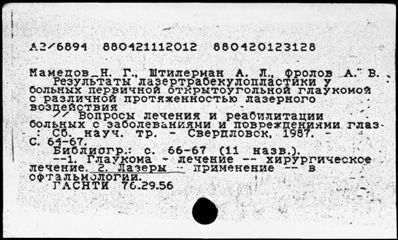 А2/6894 880421112012 880420123128
Мамедов Н. Г., Штилерман А. Л., Фролов А. В.
Результаты лазертрабекулопластики у
больных первичной открытоугольной глаукомой
с различной протяженностью лазерного
воздействия
// Вопросы лечения и реабилитации
больных с заболеваниями и повреждениями глаз
: Сб. науч. тр. - Свердловск, 1987. -
С. 64-67.
Библиогр.: с. 66-67 (11 назв.).
--1. Глаукома - лечение -- хирургическое
лечение. 2. Лазеры - применение -- в
офтальмологии.
ГАСНТИ 76.29.56